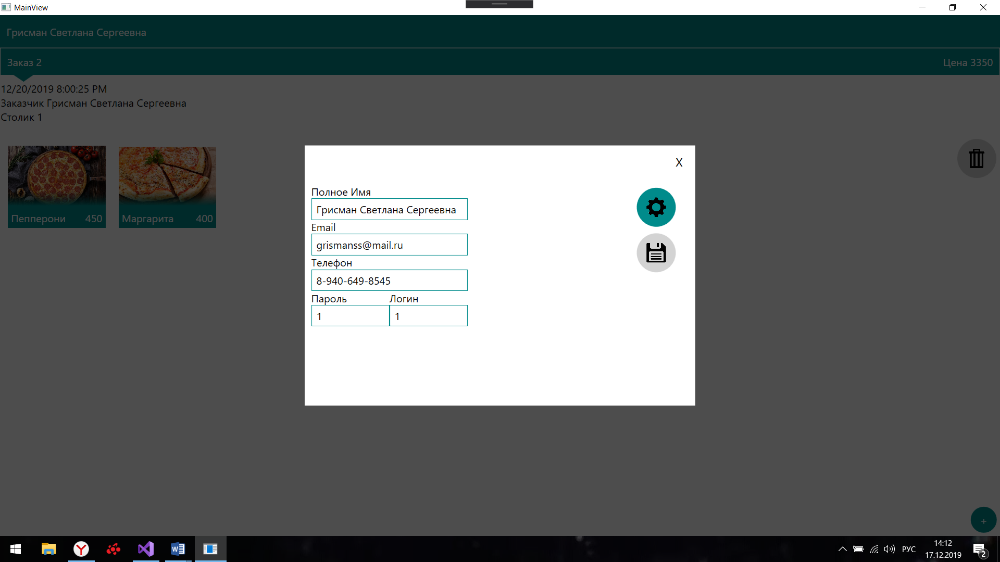 MainView
Грисман Светлана Сергеевна
Заказ 2 Цена 3350
12/20/2019 8:00:25 PM
Заказчик Грисман Светлана Сергеевна
Столик 1
Пепперони 450
Маргарита 400
X
Полное Имя
Грисман Светлана Сергеевна
Email
grismanss@mail.ru
Телефон
8-940-649-8545
Пароль Логин
1 1
+
РУС
14:12
17.12.2019
2